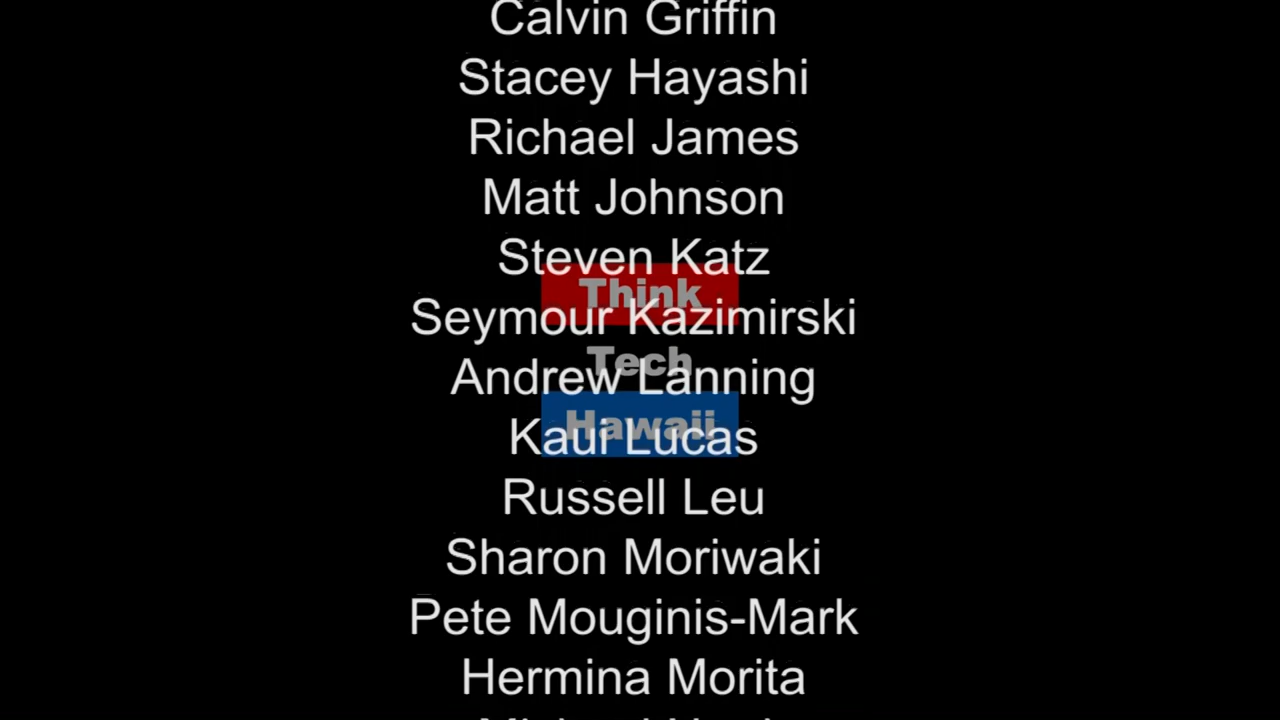 Calvin Griffin
Stacey Hayashi
Richael James
Matt Johnson
Steven Katz
Think
Seymour Kazimirski
Tech
Andrew Lanning
Hawaii
Kaui Lucas
Russell Leu
Sharon Moriwaki
Pete Mouginis-Mark
Hermina Morita